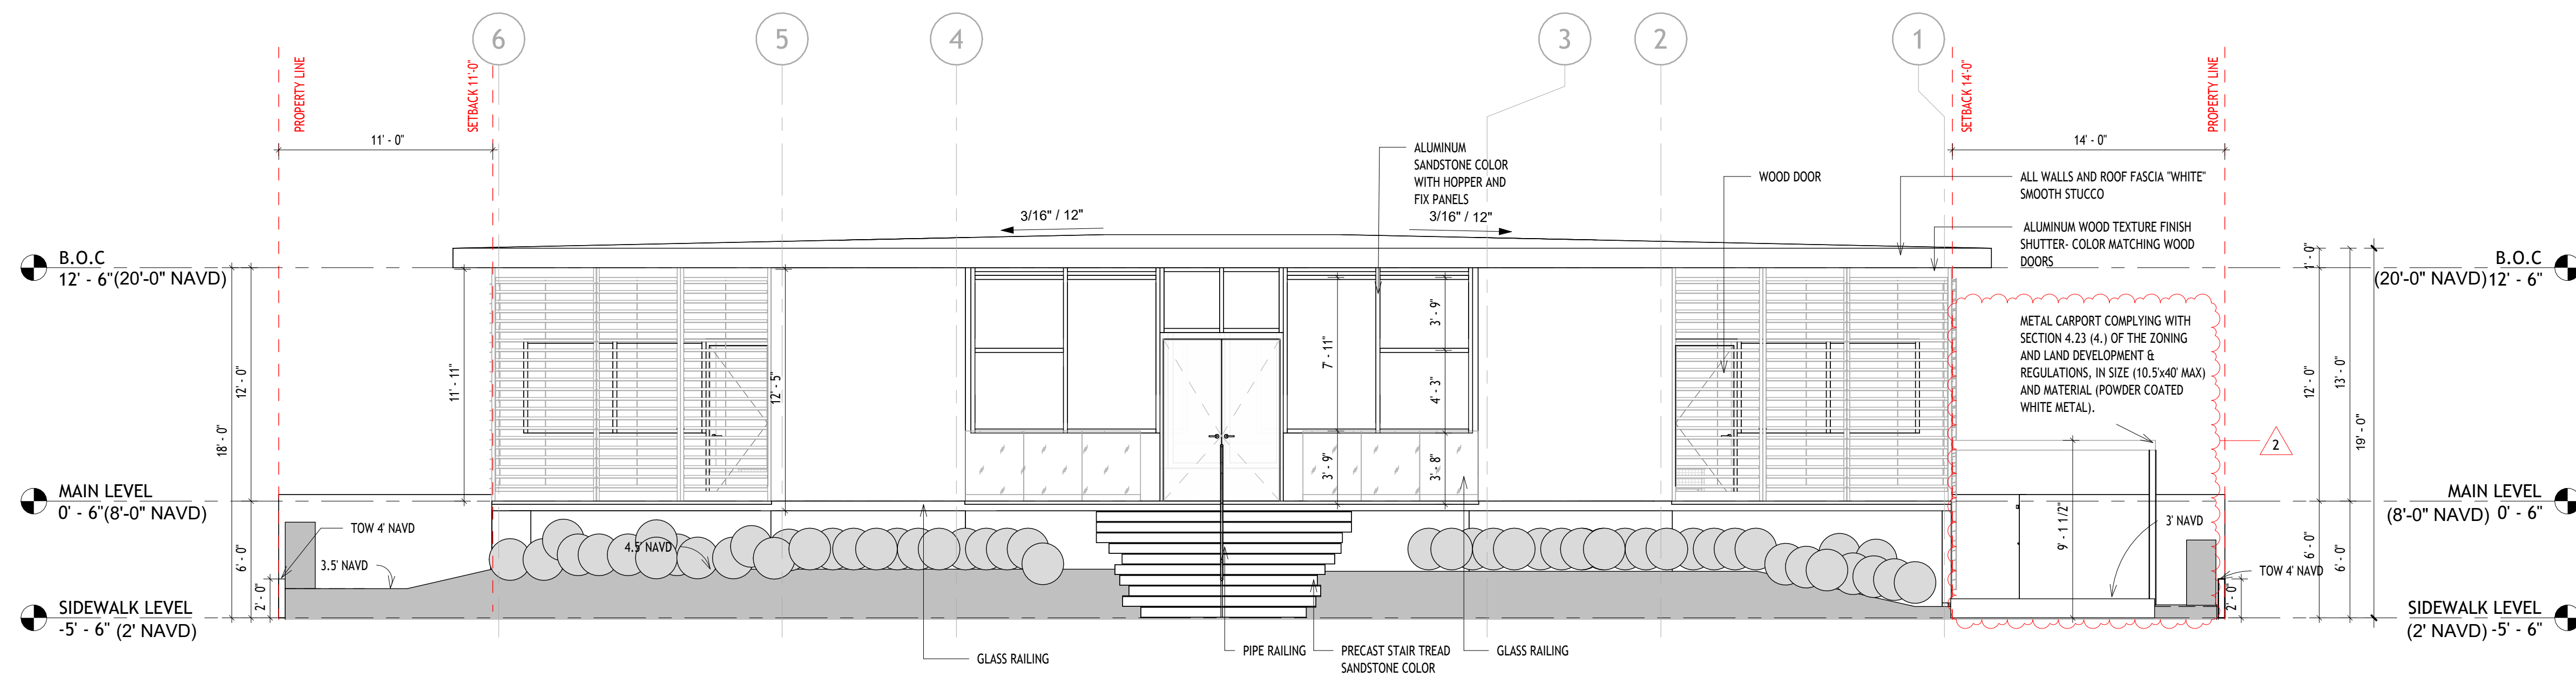 6
5
4
3
2
1
PROPERTY LINE
SETBACK 11'-0"
SETBACK 14'-0"
PROPERTY LINE
11' - 0"
14' - 0"
ALUMINUM
SANDSTONE COLOR
WITH HOPPER AND
FIX PANELS
WOOD DOOR
ALL WALLS AND ROOF FASCIA "WHITE"
SMOOTH STUCCO
ALUMINUM WOOD TEXTURE FINISH
SHUTTER- COLOR MATCHING WOOD
DOORS
3/16" / 12"
3/16" / 12"
B.O.C
12' - 6"(20'-0" NAVD)
B.O.C
(20'-0" NAVD)12' - 6"
1' - 0"
METAL CARPORT COMPLYING WITH
SECTION 4.23 (4.) OF THE ZONING
AND LAND DEVELOPMENT &
REGULATIONS, IN SIZE (10.5'x40' MAX)
AND MATERIAL (POWDER COATED
WHITE METAL).
18' - 0"
12' - 0"
11' - 11"
12' - 5"
7' - 11"
3' - 9"
4' - 3"
3' - 9"
3' - 8"
12' - 0"
13' - 0"
19' - 0"
2
MAIN LEVEL
0' - 6"(8'-0" NAVD)
MAIN LEVEL
(8'-0" NAVD) 0' - 6"
TOW 4' NAVD
3.5' NAVD
4.5' NAVD
9' - 1 1/2"
3' NAVD
TOW 4' NAVD
6' - 0"
2' - 0"
2' - 0"
6' - 0"
6' - 0"
SIDEWALK LEVEL
-5' - 6" (2' NAVD)
SIDEWALK LEVEL
(2' NAVD) -5' - 6"
GLASS RAILING
PIPE RAILING
PRECAST STAIR TREAD
SANDSTONE COLOR
GLASS RAILING